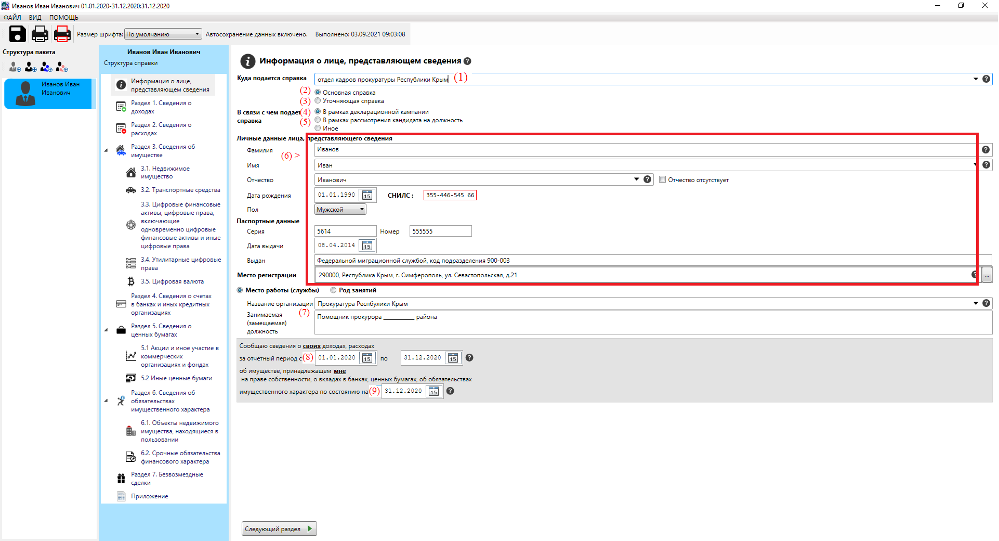 Иванов Иван Иванович 01.01.2020-31.12.2020:31.12.2020
ФАЙЛ ВИД ПОМОЩЬ
Размер шрифта: По умолчанию Автосохранение данных включено. Выполнено: 03.09.2021 09:03:08
Структура пакета
Иванов Иван
Иванович
Иванов Иван Иванович
Структура справки
Информация о лице,
представляющем сведения
Раздел 1. Сведения о
доходах
Раздел 2. Сведения о
расходах
Раздел 3. Сведения об
имуществе
3.1. Недвижимое
имущество
3.2. Транспортные средства
3.3. Цифровые финансовые
активы, цифровые права,
включающие
одновременно цифровые
финансовые активы и иные
цифровые права
3.4. Утилитарные цифровые
права
3.5. Цифровая валюта
Раздел 4. Сведения о счетах
в банках и иных кредитных
организациях
Раздел 5. Сведения о
ценных бумагах
5.1 Акции и иное участие в
коммерческих
организациях и фондах
5.2 Иные ценные бумаги
Раздел 6. Сведения об
обязательствах
имущественного характера
6.1. Объекты недвижимого
имущества, находящиеся в
пользовании
6.2. Срочные обязательства
финансового характера
Раздел 7. Безвозмездные
сделки
Приложение
i Информация о лице, представляющем сведения ?
Куда подается справка отдел кадров прокуратуры Республики Крым (1) ?
(2) Основная справка
(3) Уточняющая справка
В связи с чем подает
справка
(4) В рамках декларационной кампании
(5) В рамках рассмотрения кандидата на должность
Иное
Личные данные лица, представляющего сведения
(6) >
Фамилия Иванов ?
Имя Иван ?
Отчество Иванович ? Отчество отсутствует
Дата рождения 01.01.1990 15 СНИЛС : 355-446-545 66
Пол Мужской
Паспортные данные
Серия 5614 Номер 555555
Дата выдачи 08.04.2014 15
Выдан Федеральной миграционной службой, код подразделения 900-003
Место регистрации 290000, Республика Крым, г. Симферополь, ул. Севастопольская, д.21 ? ...
Место работы (службы) Род занятий
Название организации Прокуратура Респбулики Крым ?
(7)
Занимаемая
(замещаемая)
должность
Помощник прокурора __________ района
Сообщаю сведения о своих доходах, расходах
за отчетный период с (8) 01.01.2020 15 по 31.12.2020 15 ?
об имуществе, принадлежащем мне
на праве собственности, о вкладах в банках, ценных бумагах, об обязательствах
имущественного характера по состоянию на (9) 31.12.2020 15 ?
Следующий раздел